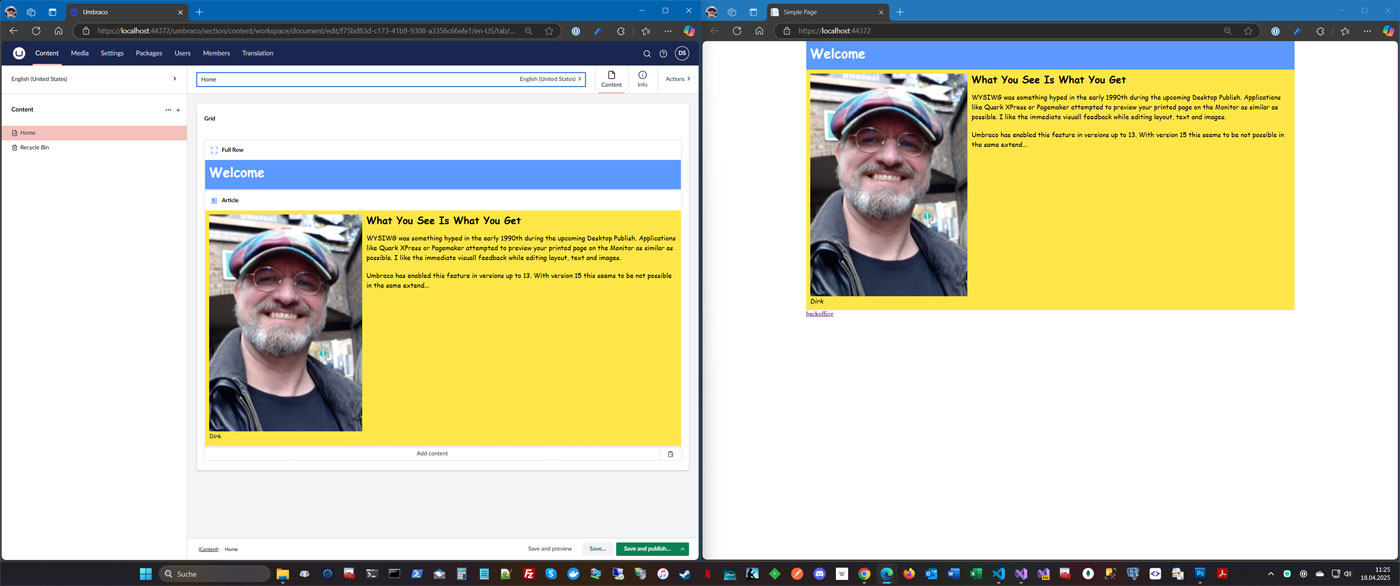 Umbraco
https://localhost:44372/umbraco/section/content/workspace/document/edit/f75bd83d-c173-41b9-9308-a3356c66efe1/en-US/tab/...
Content Media Settings Packages Users Members Translation
DS
English (United States)
Home English (United States)
Content Info Actions
Content
Home
Recycle Bin
Grid
Full Row
Welcome
Article
unusual
What You See Is What You Get
WYSIWG was something hyped in the early 1990th during the upcoming Desktop Publish. Applications
like Quark XPress or Pagemaker attempted to preview your printed page on the Monitor as similar as
possible. I like the immediate visuall feedback while editing layout, text and images.
Umbraco has enabled this feature in versions up to 13. With version 15 this seems to be not possible
in the same extend...
Dirk
Add content
(Content) Home
Save and preview Save... Save and publish...
Simple Page
https://localhost:44372
Welcome
unusual
What You See Is What You Get
WYSIWG was something hyped in the early 1990th during the upcoming Desktop Publish. Applications
like Quark XPress or Pagemaker attempted to preview your printed page on the Monitor as similar as
possible. I like the immediate visuall feedback while editing layout, text and images.
Umbraco has enabled this feature in versions up to 13. With version 15 this seems to be not possible in
the same extend...
Dirk
backoffice
Suche
11:25
18.04.2025